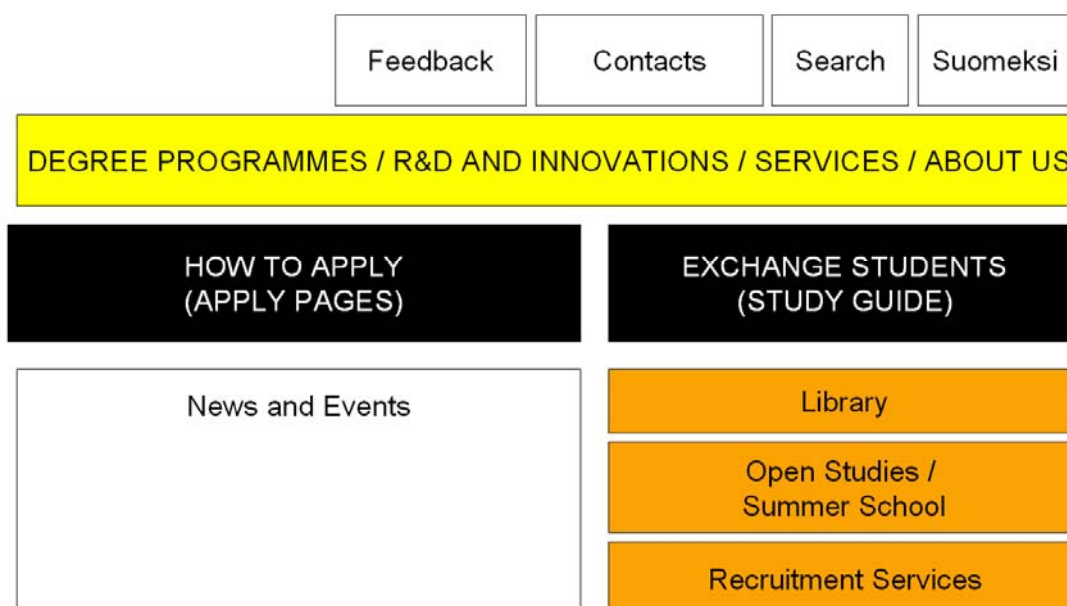 Feedback
Contacts
Search
Suomeksi
DEGREE PROGRAMMES / R&D AND INNOVATIONS / SERVICES / ABOUT US
HOW TO APPLY
(APPLY PAGES)
EXCHANGE STUDENTS
(STUDY GUIDE)
News and Events
Library
Open Studies /
Summer School
Recruitment Services